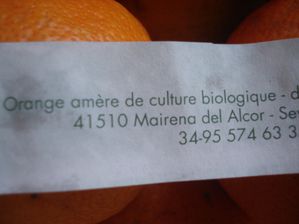 Orange amère de culture biologique -
41510 Mairena del Alcor -
34-95 574 63